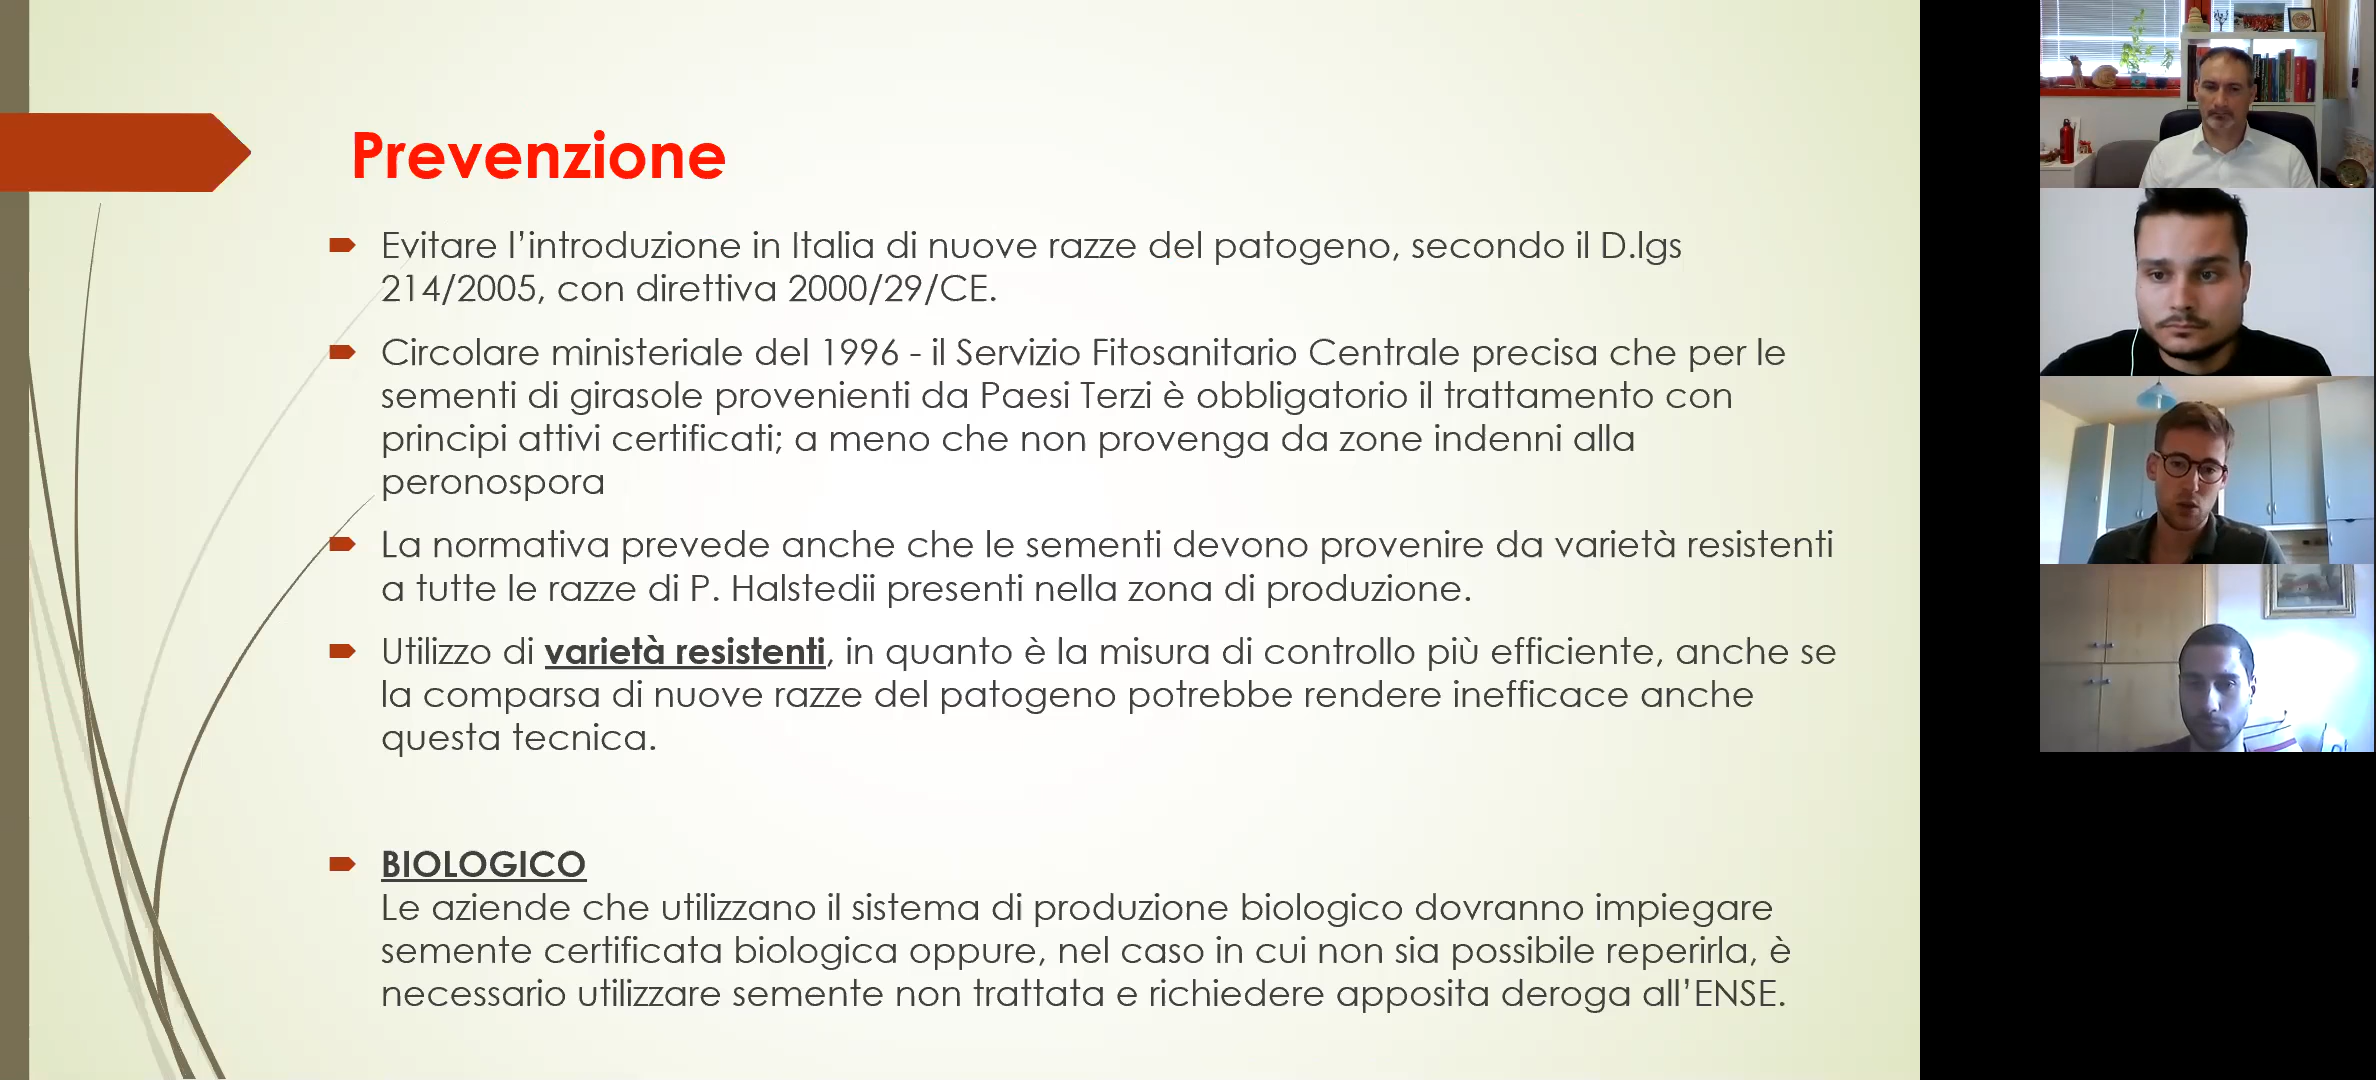 Prevenzione
Evitare l’introduzione in Italia di nuove razze del patogeno, secondo il D.lgs
214/2005, con direttiva 2000/29/CE.
Circolare ministeriale del 1996 - il Servizio Fitosanitario Centrale precisa che per le
sementi di girasole provenienti da Paesi Terzi è obbligatorio il trattamento con
principi attivi certificati; a meno che non provenga da zone indenni alla
peronospora
La normativa prevede anche che le sementi devono provenire da varietà resistenti
a tutte le razze di P. Halstedii presenti nella zona di produzione.
Utilizzo di varietà resistenti, in quanto è la misura di controllo più efficiente, anche se
la comparsa di nuove razze del patogeno potrebbe rendere inefficace anche
questa tecnica.
BIOLOGICO
Le aziende che utilizzano il sistema di produzione biologico dovranno impiegare
semente certificata biologica oppure, nel caso in cui non sia possibile reperirla, è
necessario utilizzare semente non trattata e richiedere apposita deroga all’ENSE.